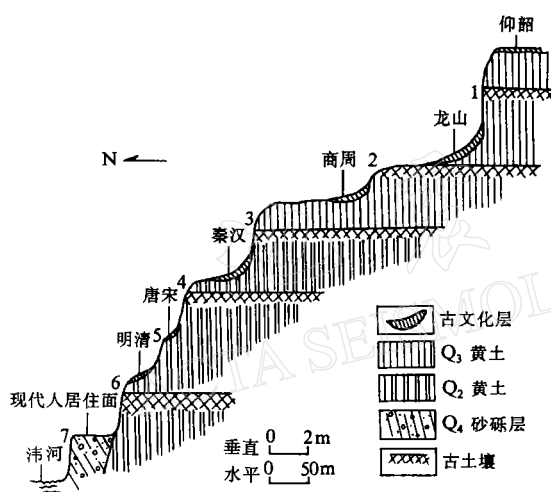 仰韶
1
龙山
N
商周
2
3
秦汉
4
唐宋
5
明清
6
现代人居住面
7
沣河
古文化层
Q₃ 黄土
Q₂ 黄土
Q₄ 砂砾层
古土壤
垂直 0 2m
水平 0 50m